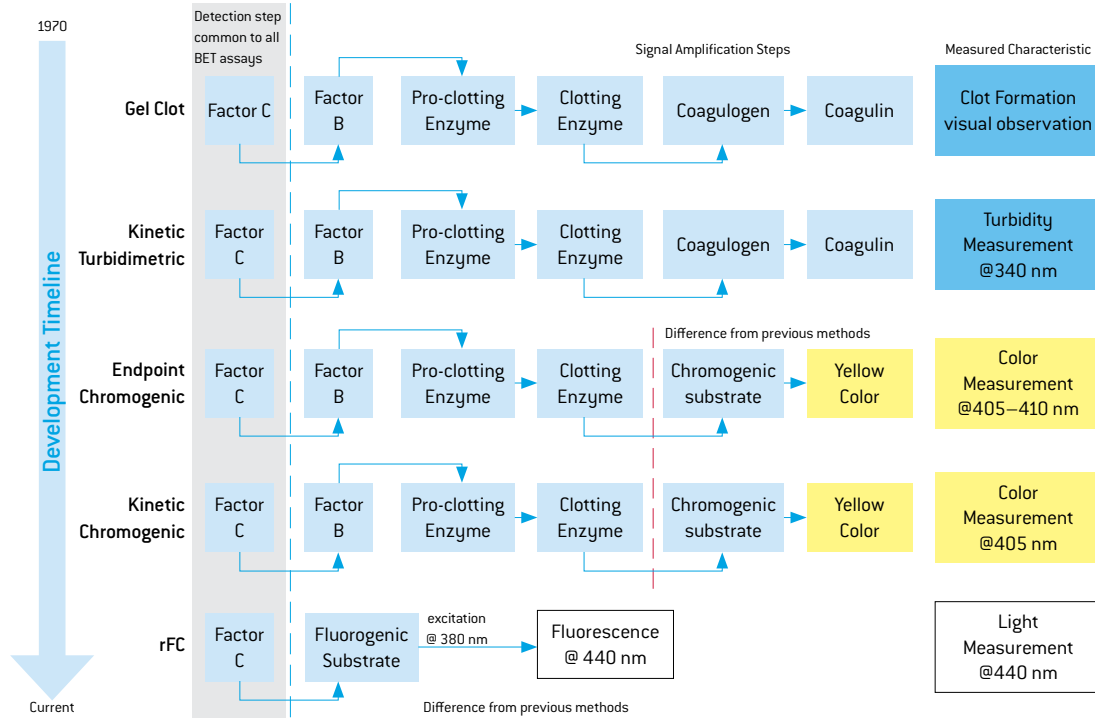 1970
Detection step
common to all
BET assays
Signal Amplification Steps
Measured Characteristic
Gel Clot
Factor C
Factor
B
Pro-clotting
Enzyme
Clotting
Enzyme
Coagulogen
Coagulin
Clot Formation
visual observation
Development Timeline
Kinetic
Turbidimetric
Factor
C
Factor
B
Pro-clotting
Enzyme
Clotting
Enzyme
Coagulogen
Coagulin
Turbidity
Measurement
@340 nm
Difference from previous methods
Endpoint
Chromogenic
Factor
C
Factor
B
Pro-clotting
Enzyme
Clotting
Enzyme
Chromogenic
substrate
Yellow
Color
Color
Measurement
@405–410 nm
Kinetic
Chromogenic
Factor
C
Factor
B
Pro-clotting
Enzyme
Clotting
Enzyme
Chromogenic
substrate
Yellow
Color
Color
Measurement
@405 nm
rFC
Factor
C
Fluorogenic
Substrate
excitation
@ 380 nm
Fluorescence
@ 440 nm
Light
Measurement
@440 nm
Current
Difference from previous methods